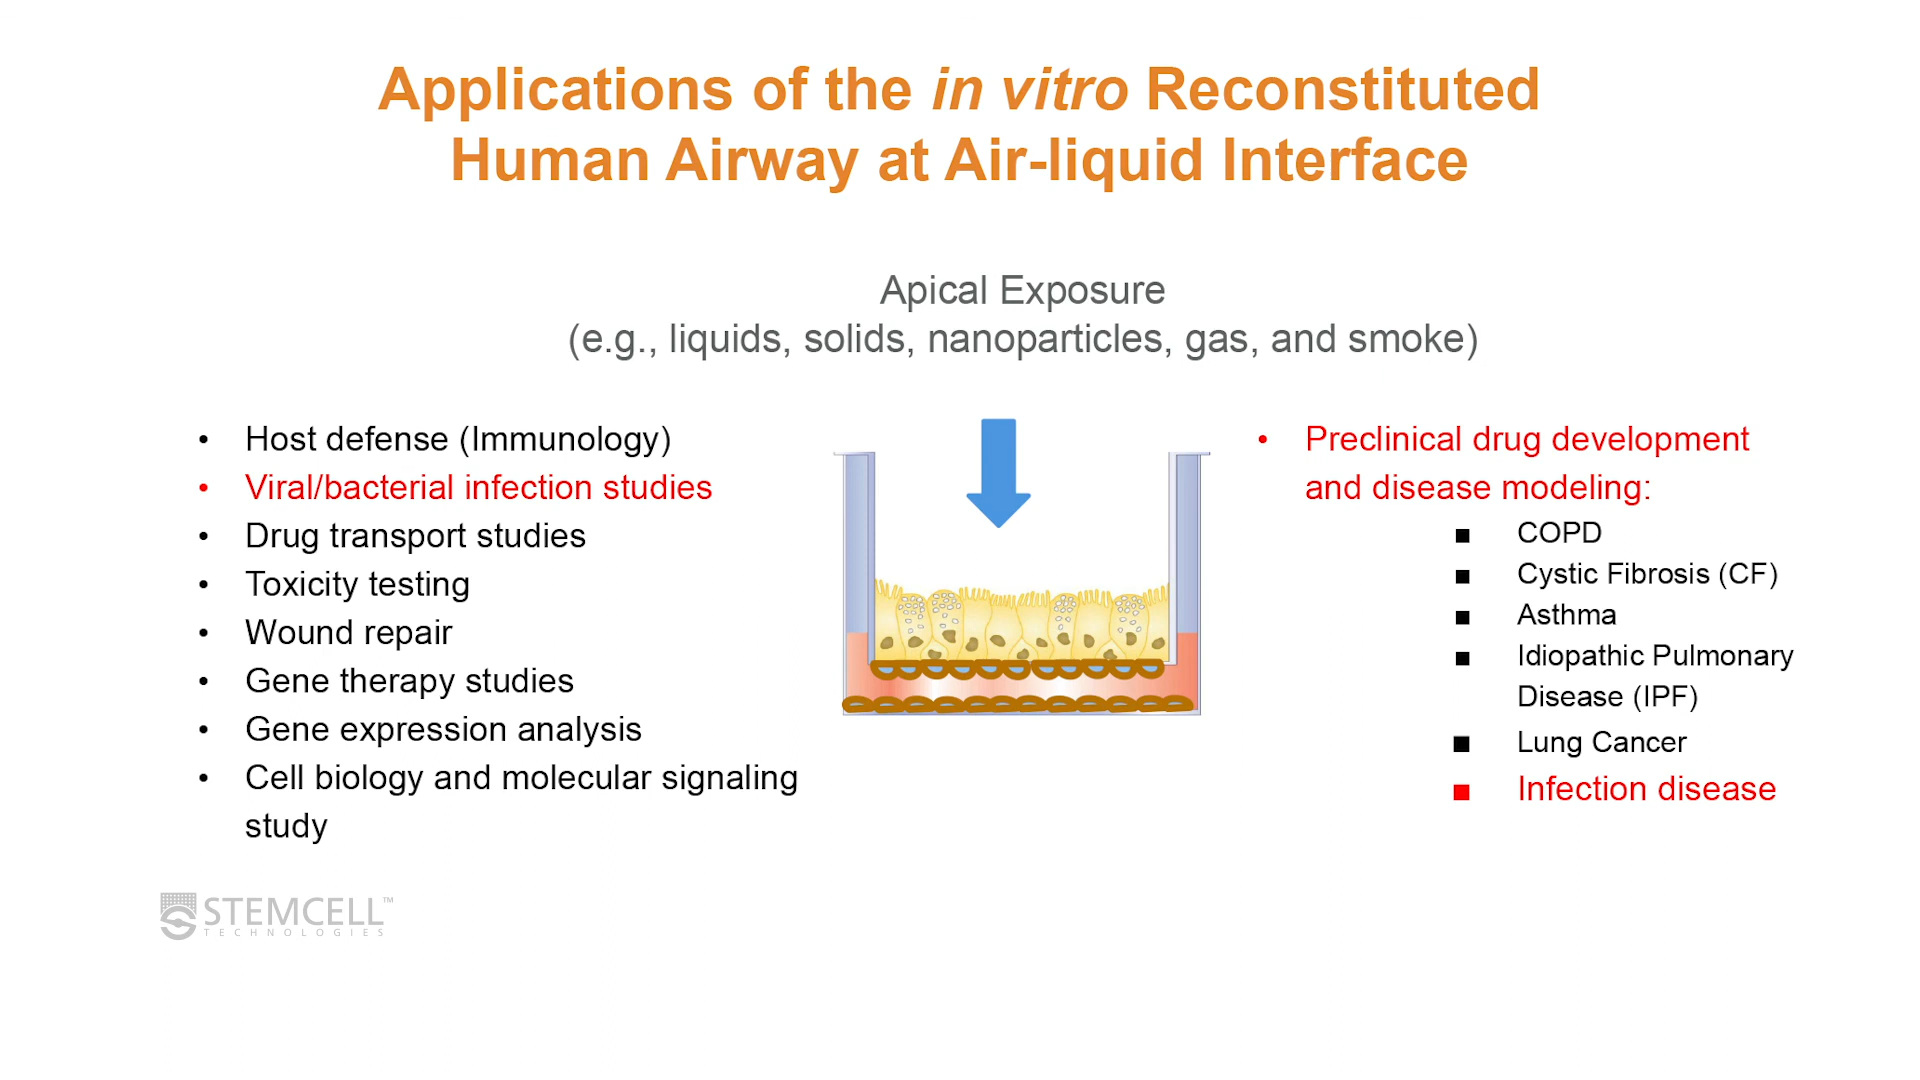 Applications of the in vitro Reconstituted
Human Airway at Air-liquid Interface
Apical Exposure
(e.g., liquids, solids, nanoparticles, gas, and smoke)
• Host defense (Immunology)
• Viral/bacterial infection studies
• Drug transport studies
• Toxicity testing
• Wound repair
• Gene therapy studies
• Gene expression analysis
• Cell biology and molecular signaling
study
• Preclinical drug development
and disease modeling:
■ COPD
■ Cystic Fibrosis (CF)
■ Asthma
■ Idiopathic Pulmonary
Disease (IPF)
■ Lung Cancer
■ Infection disease
STEMCELL™
TECHNOLOGIES